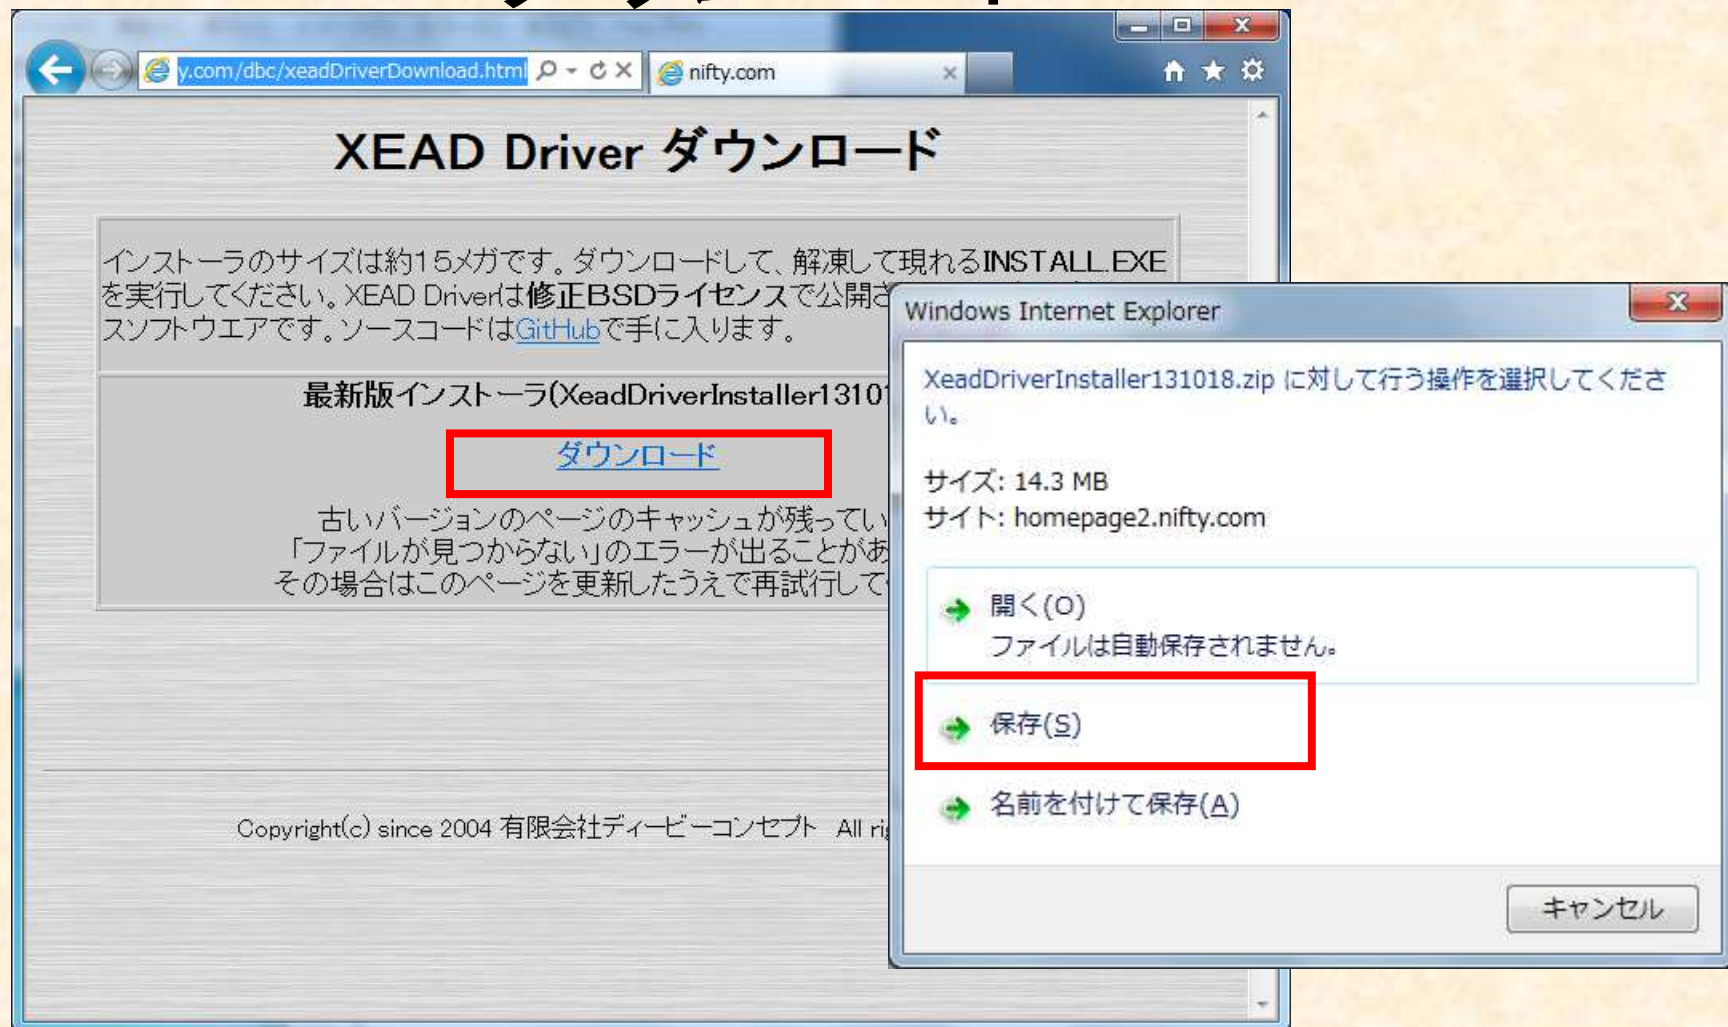 y.com/dbc/xeadDriverDownload.html
nifty.com
XEAD Driver ダウンロード
インストーラのサイズは約15メガです。ダウンロードして、解凍して現れるINSTALL.EXE
を実行してください。XEAD Driverは修正BSDライセンスで公開さ
スソフトウエアです。ソースコードはGitHubで手に入ります。
最新版インストーラ(XeadDriverInstaller1310
ダウンロード
古いバージョンのページのキャッシュが残ってい
「ファイルが見つからない」のエラーが出ることがあ
その場合はこのページを更新したうえで再試行して
Copyright(c) since 2004 有限会社ディービーコンセプト All ri
Windows Internet Explorer
XeadDriverInstaller131018.zip に対して行う操作を選択してくださ
い。
サイズ: 14.3 MB
サイト: homepage2.nifty.com
開く(O)
ファイルは自動保存されません。
保存(S)
名前を付けて保存(A)
キャンセル